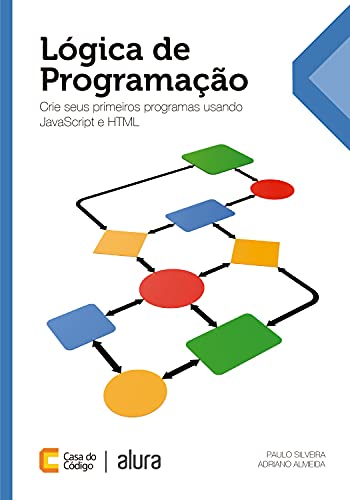 Lógica de
Programação
Crie seus primeiros programas usando
JavaScript e HTML
Casa do
Código
alura
PAULO SILVEIRA
ADRIANO ALMEIDA